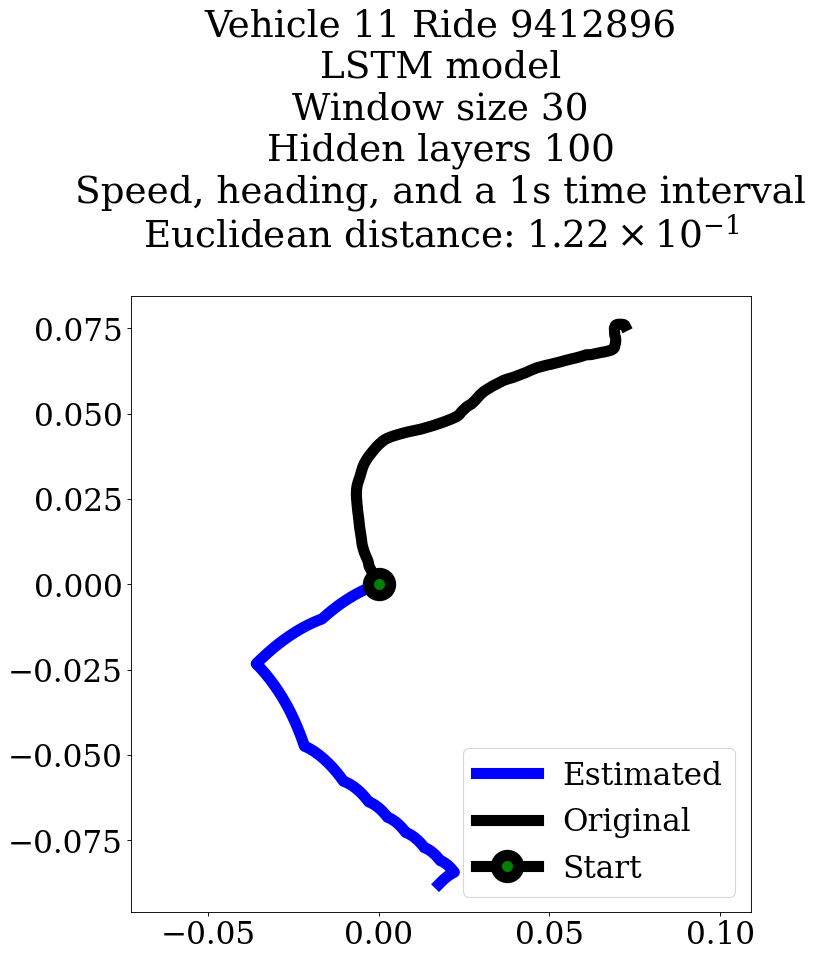 Vehicle 11 Ride 9412896
LSTM model
Window size 30
Hidden layers 100
Speed, heading, and a 1s time interval
Euclidean distance: 1.22 × 10⁻¹
0.075
0.050
0.025
0.000
−0.025
−0.050
−0.075
Estimated
Original
Start
−0.05
0.00
0.05
0.10